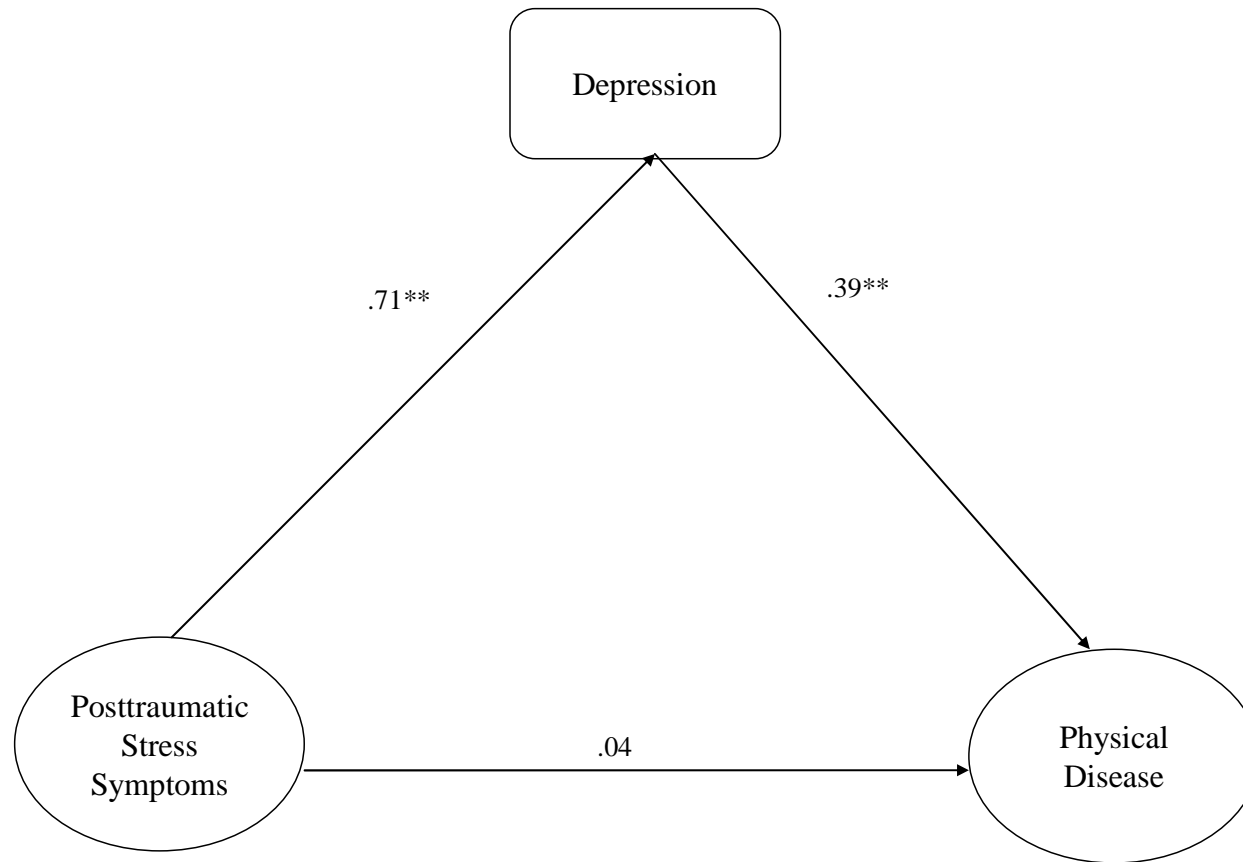 Depression
.71**
.39**
Posttraumatic
Stress
Symptoms
.04
Physical
Disease